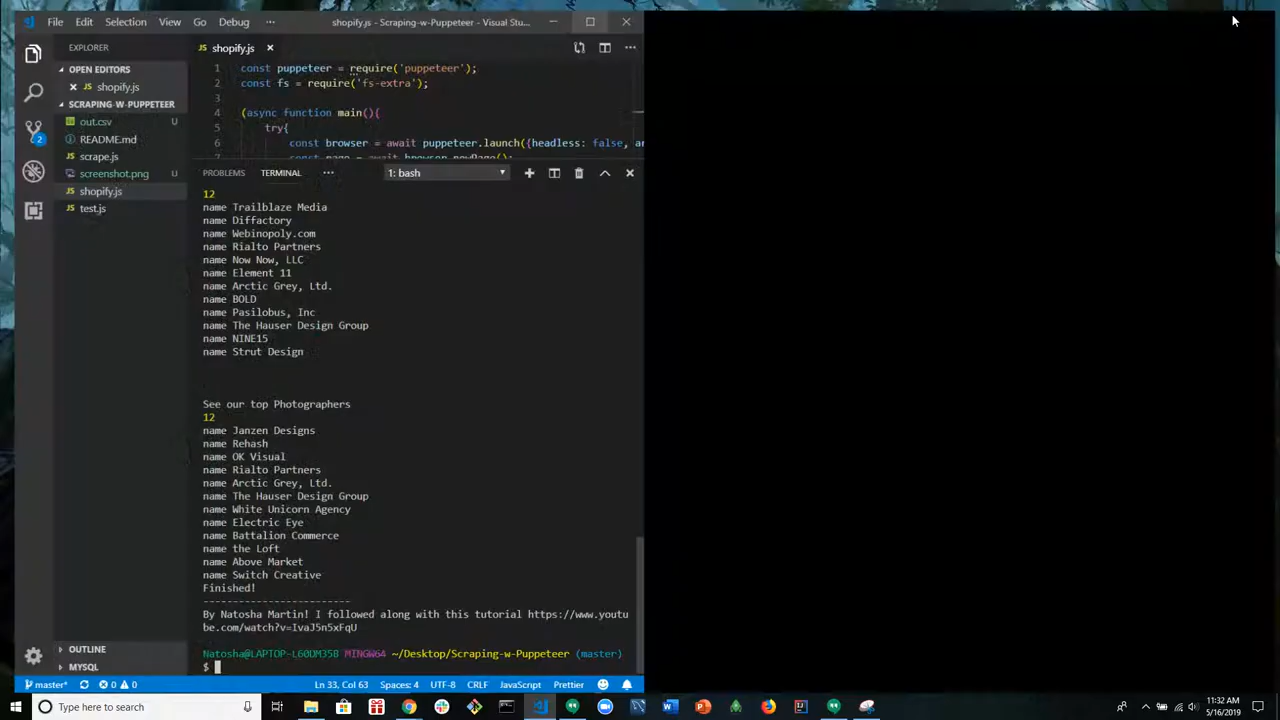 File Edit Selection View Go Debug ··· shopify.js - Scraping-w-Puppeteer - Visual Stu...
EXPLORER
OPEN EDITORS
JS shopify.js
SCRAPING-W-PUPPETEER
out.csv U
README.md
JS scrape.js
screenshot.png U
JS shopify.js
JS test.js
OUTLINE
MYSQL
2
JS shopify.js
1 const puppeteer = require('puppeteer');
2 const fs = require('fs-extra');
3
4 (async function main(){
5 try{
6 const browser = await puppeteer.launch({headless: false, ar
7 const page = await browser.newPage();
PROBLEMS TERMINAL ··· 1: bash
12
name Trailblaze Media
name Diffactory
name Webinopoly.com
name Rialto Partners
name Now Now, LLC
name Element 11
name Arctic Grey, Ltd.
name BOLD
name Pasilobus, Inc
name The Hauser Design Group
name NINE15
name Strut Design
See our top Photographers
12
name Janzen Designs
name Rehash
name OK Visual
name Rialto Partners
name Arctic Grey, Ltd.
name The Hauser Design Group
name White Unicorn Agency
name Electric Eye
name Battalion Commerce
name the Loft
name Above Market
name Switch Creative
Finished!
-------------------------
By Natosha Martin! I followed along with this tutorial https://www.youtu
be.com/watch?v=IvaJ5n5xFqU
Natosha@LAPTOP-L60DM35B MINGW64 ~/Desktop/Scraping-w-Puppeteer (master)
$
master* 0 0 Ln 33, Col 63 Spaces: 4 UTF-8 CRLF JavaScript Prettier
Type here to search
11:32 AM
5/16/2019